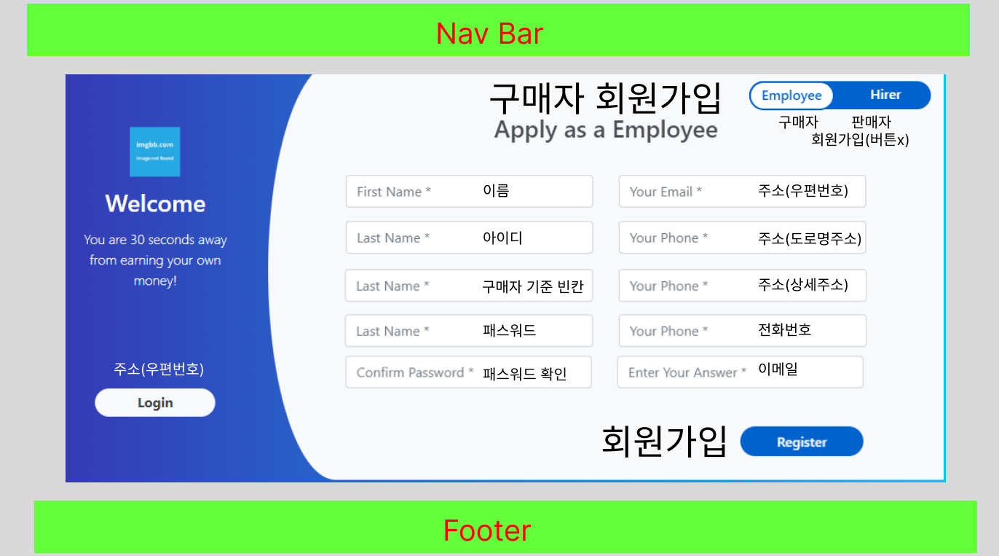 Nav Bar
구매자 회원가입
Apply as a Employee
Employee
Hirer
구매자
판매자
회원가입(버튼x)
imgbb.com
image not found
Welcome
You are 30 seconds away
from earning your own
money!
주소(우편번호)
Login
First Name * 이름
Your Email * 주소(우편번호)
Last Name * 아이디
Your Phone * 주소(도로명주소)
Last Name * 구매자 기준 빈칸
Your Phone * 주소(상세주소)
Last Name * 패스워드
Your Phone * 전화번호
Confirm Password * 패스워드 확인
Enter Your Answer * 이메일
회원가입
Register
Footer